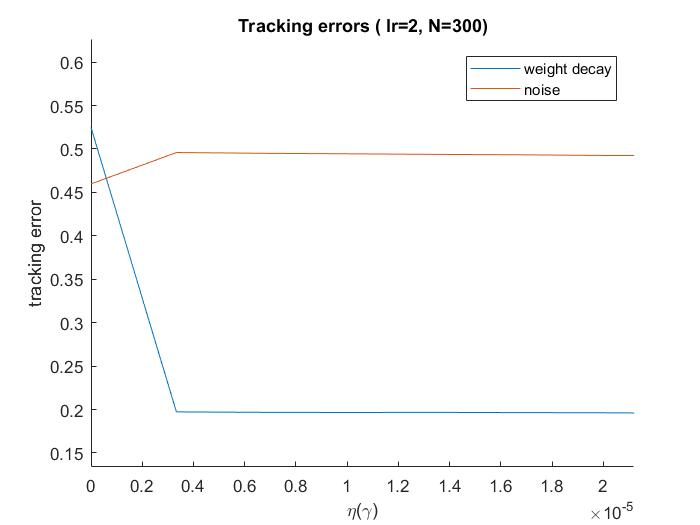 Tracking errors ( lr=2, N=300)
weight decay
noise
0.6
0.55
0.5
0.45
0.4
0.35
0.3
0.25
0.2
0.15
tracking error
0 0.2 0.4 0.6 0.8 1 1.2 1.4 1.6 1.8 2
η(γ)
×10⁻⁵